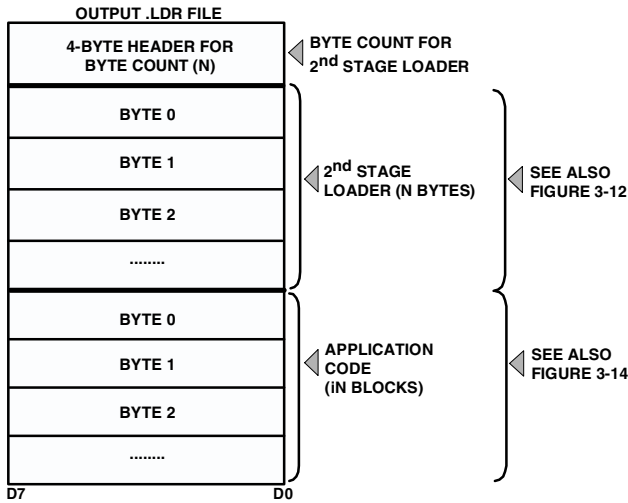 OUTPUT .LDR FILE
4-BYTE HEADER FOR
BYTE COUNT (N)
BYTE COUNT FOR
2nd STAGE LOADER
BYTE 0
BYTE 1
BYTE 2
........
2nd STAGE
LOADER (N BYTES)
SEE ALSO
FIGURE 3-12
BYTE 0
BYTE 1
BYTE 2
........
APPLICATION
CODE
(iN BLOCKS)
SEE ALSO
FIGURE 3-14
D7
D0